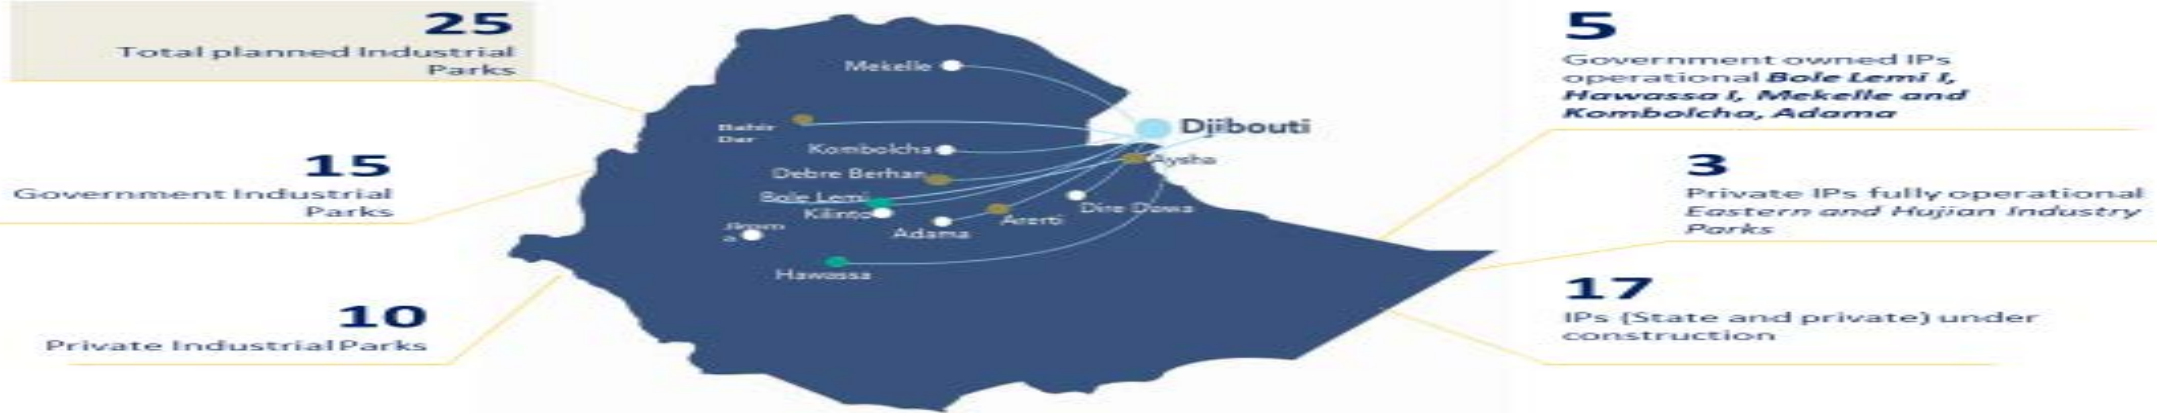 25
Total planned Industrial
Parks
15
Government Industrial
Parks
10
Private Industrial Parks
Mekelle
Bahir
Dar
Kombolcha
Debre Berhan
Bole Lemi
Kilinto
Jimm
a
Adama
Hawassa
Arerti
Dire Dawa
Aysha
Djibouti
5
Government owned IPs
operational Bole Lemi I,
Hawassa I, Mekelle and
Kombolcha, Adama
3
Private IPs fully operational
Eastern and Hujian Industry
Parks
17
IPs (State and private) under
construction